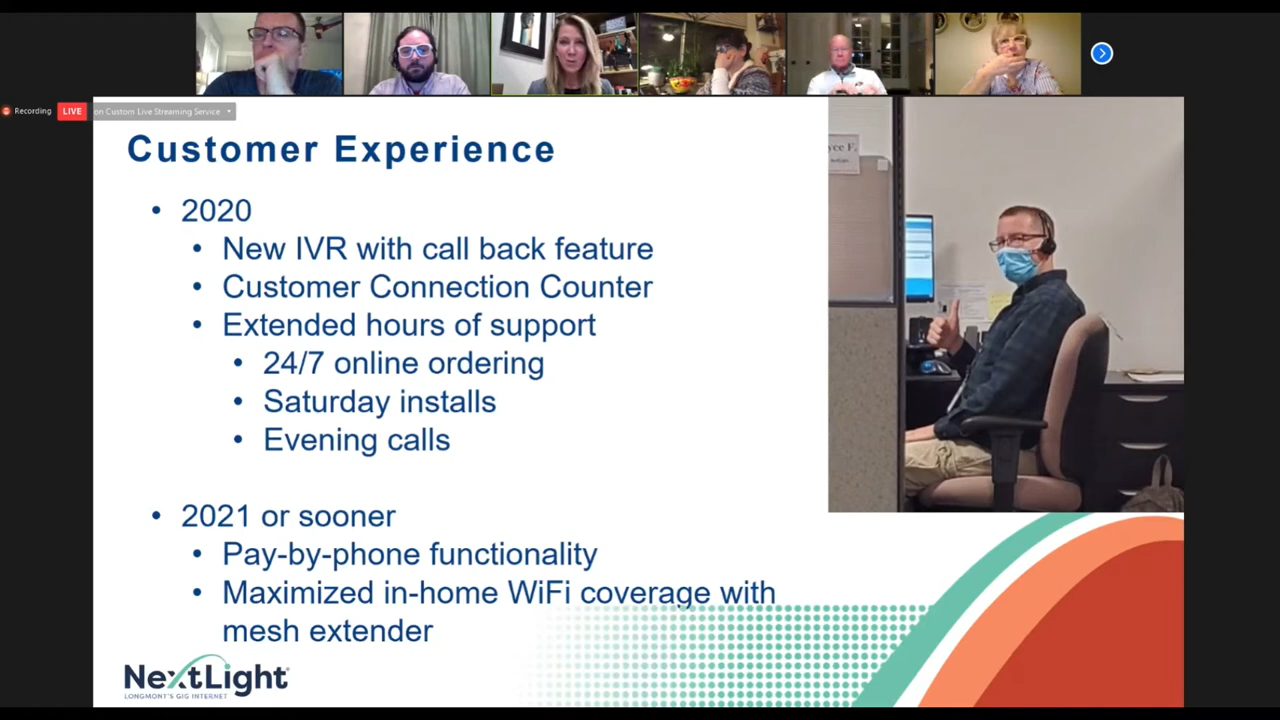 Recording
LIVE
on Custom Live Streaming Service
Customer Experience
• 2020
• New IVR with call back feature
• Customer Connection Counter
• Extended hours of support
• 24/7 online ordering
• Saturday installs
• Evening calls
• 2021 or sooner
• Pay-by-phone functionality
• Maximized in-home WiFi coverage with
mesh extender
yce F.
NextLight
LONGMONT'S GIG INTERNET